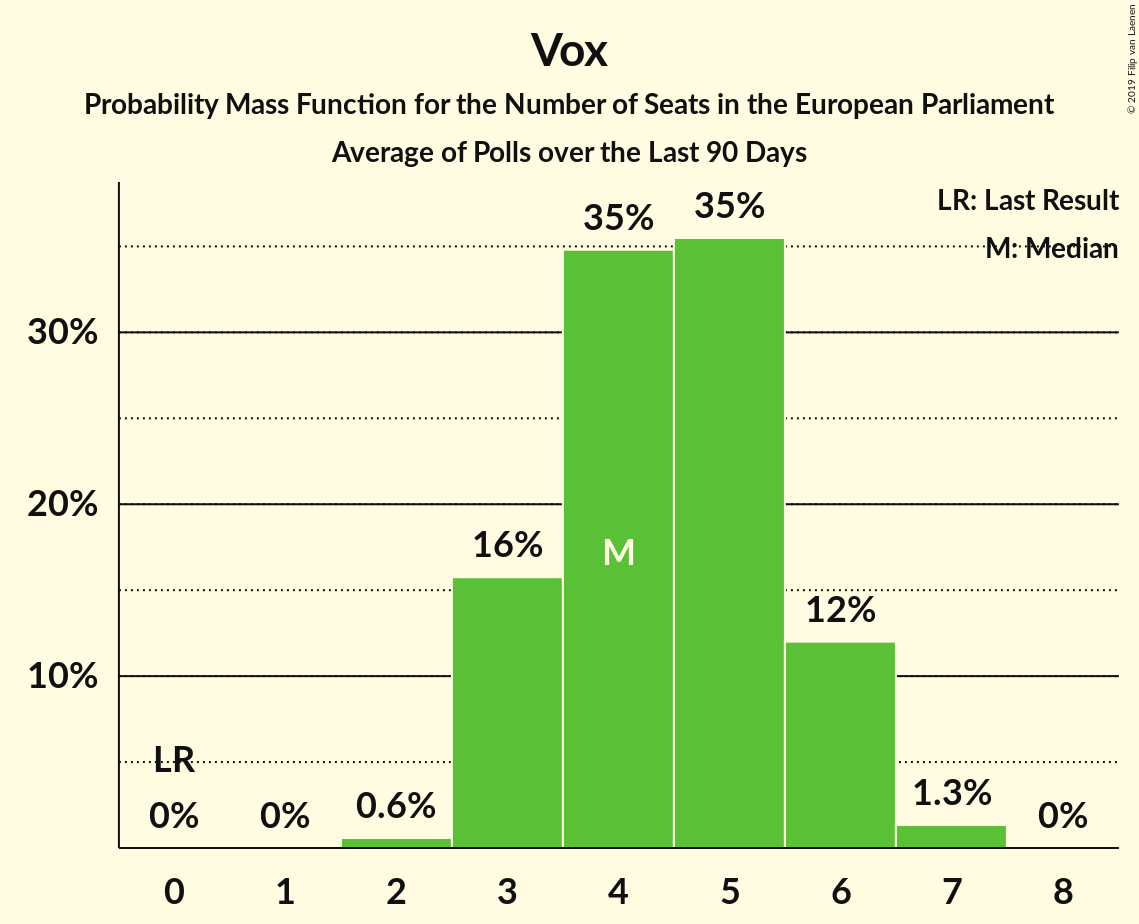 Vox
Probability Mass Function for the Number of Seats in the European Parliament
Average of Polls over the Last 90 Days
© 2019 Filip van Laenen
LR: Last Result
M: Median
35%
35%
30%
20%
16%
M
12%
10%
LR
0%
0%
0.6%
1.3%
0%
0 1 2 3 4 5 6 7 8